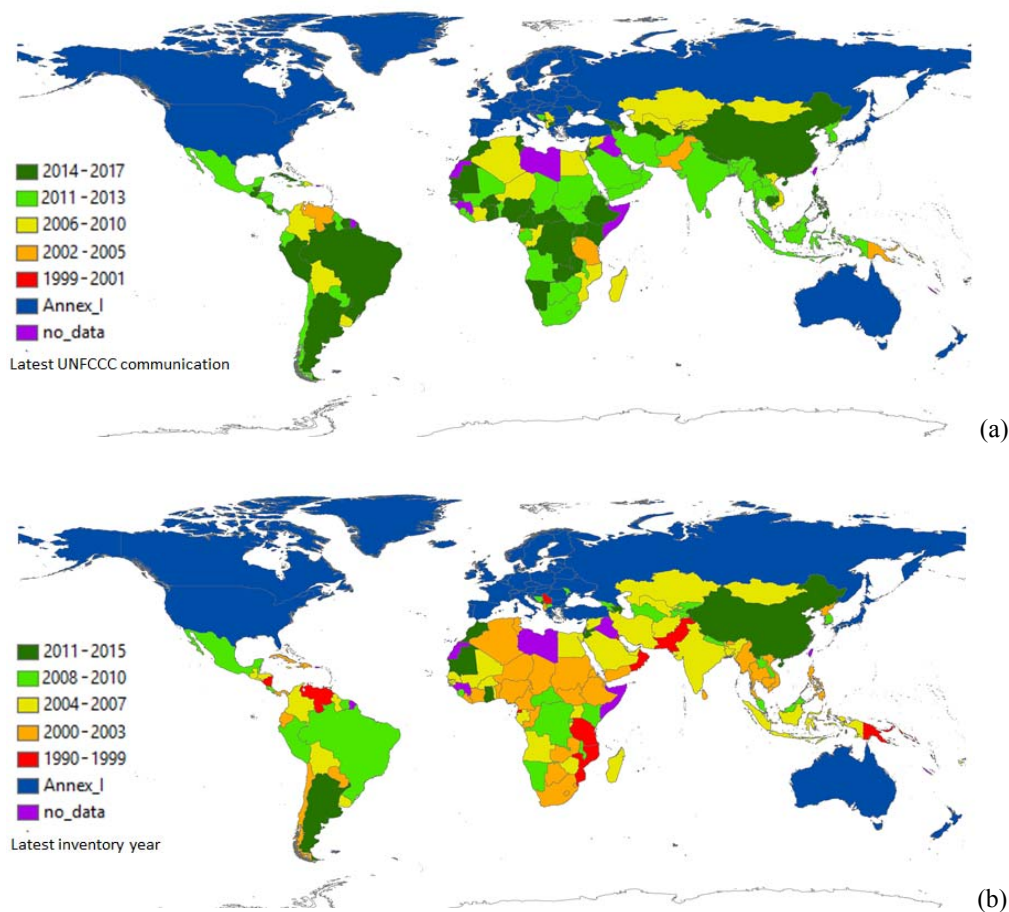 2014-2017
2011-2013
2006-2010
2002-2005
1999-2001
Annex_I
no_data
Latest UNFCCC communication
(a)
2011-2015
2008-2010
2004-2007
2000-2003
1990-1999
Annex_I
no_data
Latest inventory year
(b)